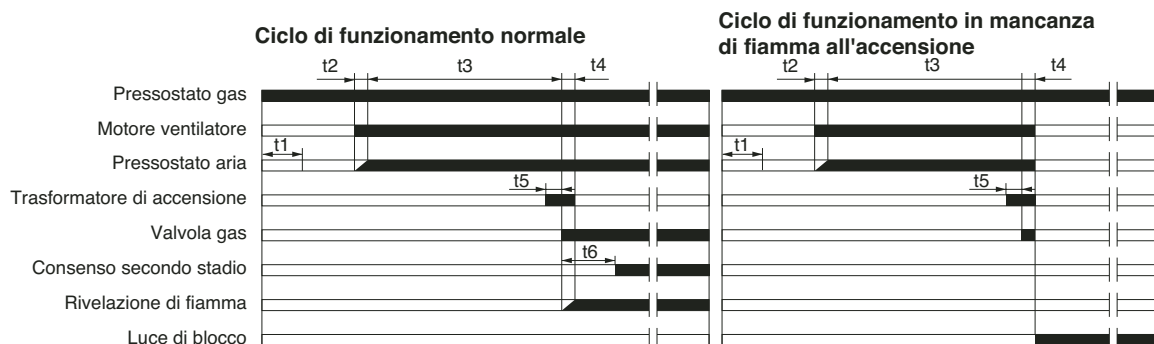 Ciclo di funzionamento normale
Ciclo di funzionamento in mancanza
di fiamma all'accensione
t2 t3 t4 t2 t3 t4
Pressostato gas
Motore ventilatore
t1 t1
Pressostato aria
t5 t5
Trasformatore di accensione
Valvola gas
t6
Consenso secondo stadio
Rivelazione di fiamma
Luce di blocco